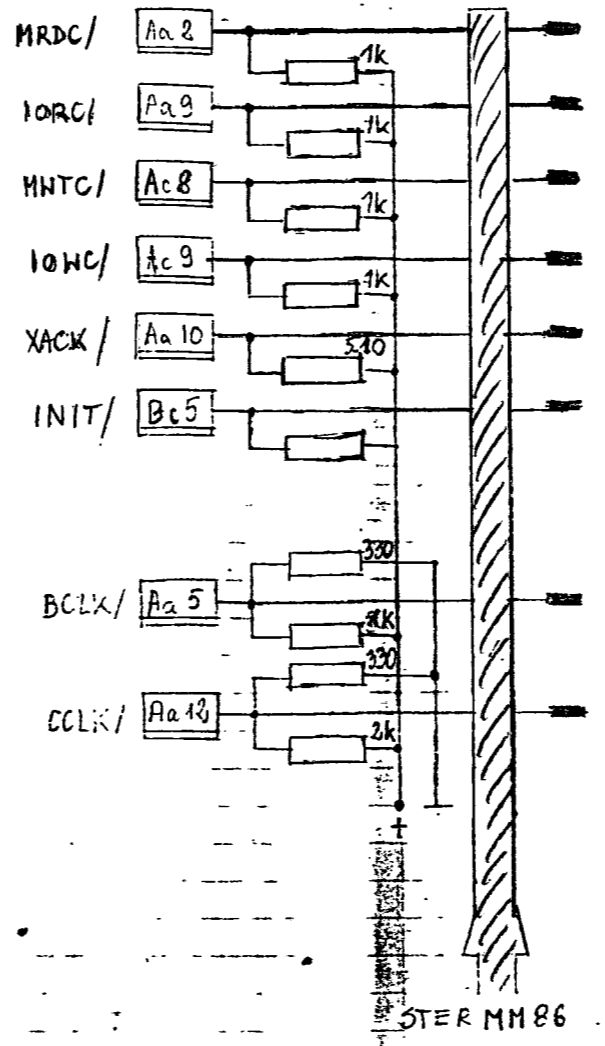 MRDC/ Aa 2
1k
IORC/ Aa 9
1k
MWTC/ Ac 8
1k
IOWC/ Ac 9
1k
XACK/ Aa 10
510
INIT/ Bc 5
330
BCLK/ Aa 5
330
CCLK/ Aa 12
2k
+
STER MM86